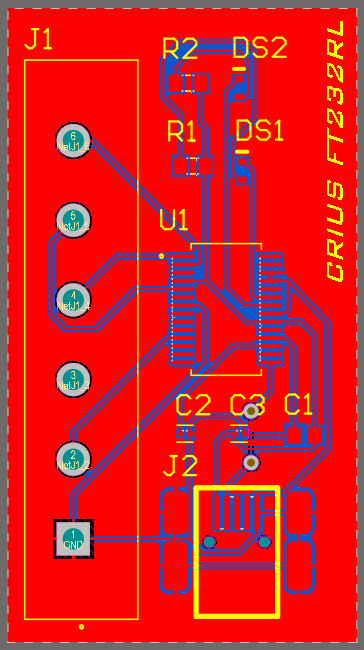 J1
R2
DS2
CRIUS FT232RL
R1
DS1
6
NetJ1_6
U1
5
NetJ1_5
4
NetJ1_4
3
NetJ1_3
C2
C3
C1
2
NetJ1_2
J2
1
GND